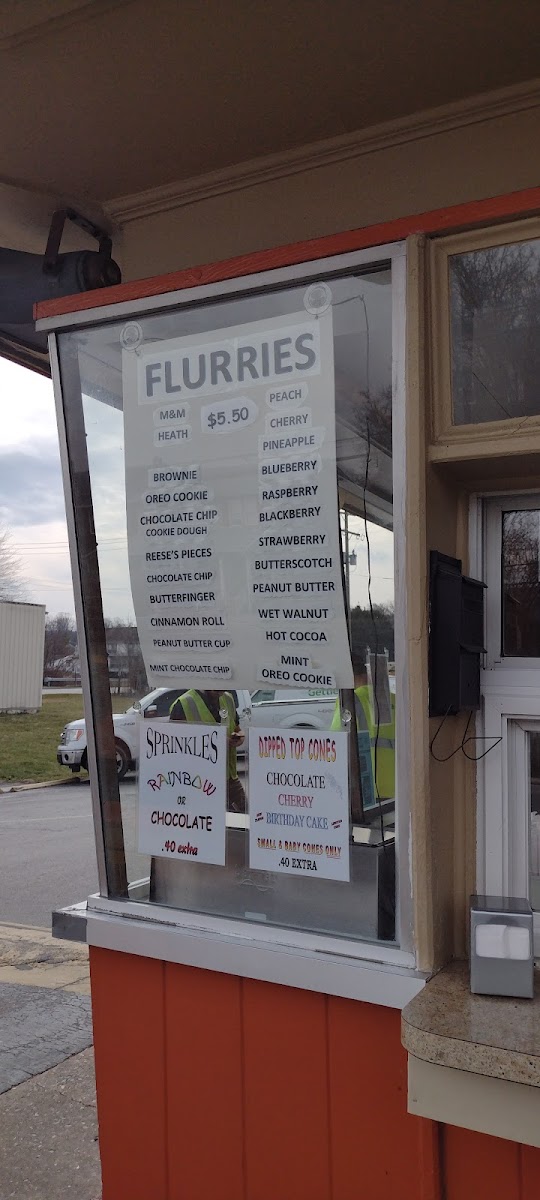 FLURRIES
$5.50
M&M
HEATH
BROWNIE
OREO COOKIE
CHOCOLATE CHIP
COOKIE DOUGH
REESE'S PIECES
CHOCOLATE CHIP
BUTTERFINGER
CINNAMON ROLL
PEANUT BUTTER CUP
MINT CHOCOLATE CHIP
PEACH
CHERRY
PINEAPPLE
BLUEBERRY
RASPBERRY
BLACKBERRY
STRAWBERRY
BUTTERSCOTCH
PEANUT BUTTER
WET WALNUT
HOT COCOA
MINT
OREO COOKIE
SPRINKLES
RAINBOW
OR
CHOCOLATE
.40 extra
DIPPED TOP CONES
CHOCOLATE
CHERRY
BIRTHDAY CAKE
SMALL & BABY CONES ONLY
.40 EXTRA